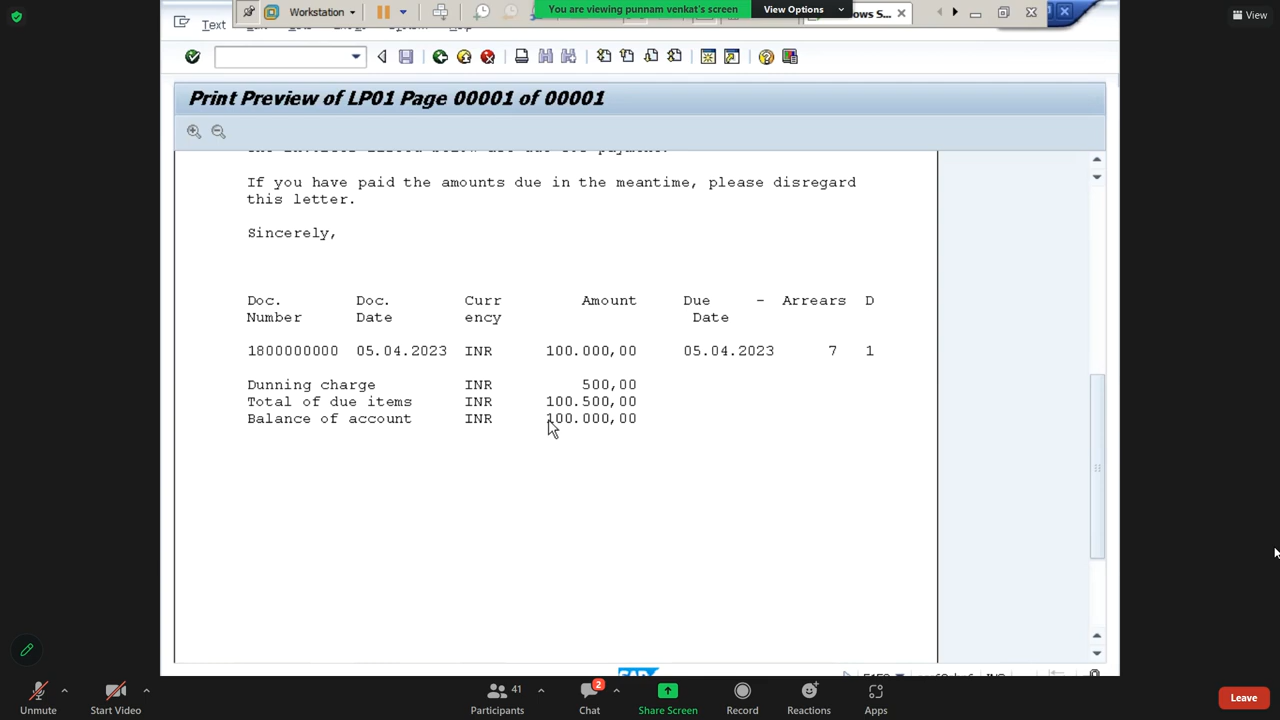 Workstation
You are viewing punnam venkat's screen
View Options
ows S...
View
Text
Print Preview of LP01 Page 00001 of 00001
If you have paid the amounts due in the meantime, please disregard
this letter.
Sincerely,
Doc. Doc. Curr Amount Due - Arrears D
Number Date ency Date
1800000000 05.04.2023 INR 100.000,00 05.04.2023 7 1
Dunning charge INR 500,00
Total of due items INR 100.500,00
Balance of account INR 100.000,00
SAP
Unmute
Start Video
Participants 41
Chat 2
Share Screen
Record
Reactions
Apps
Leave